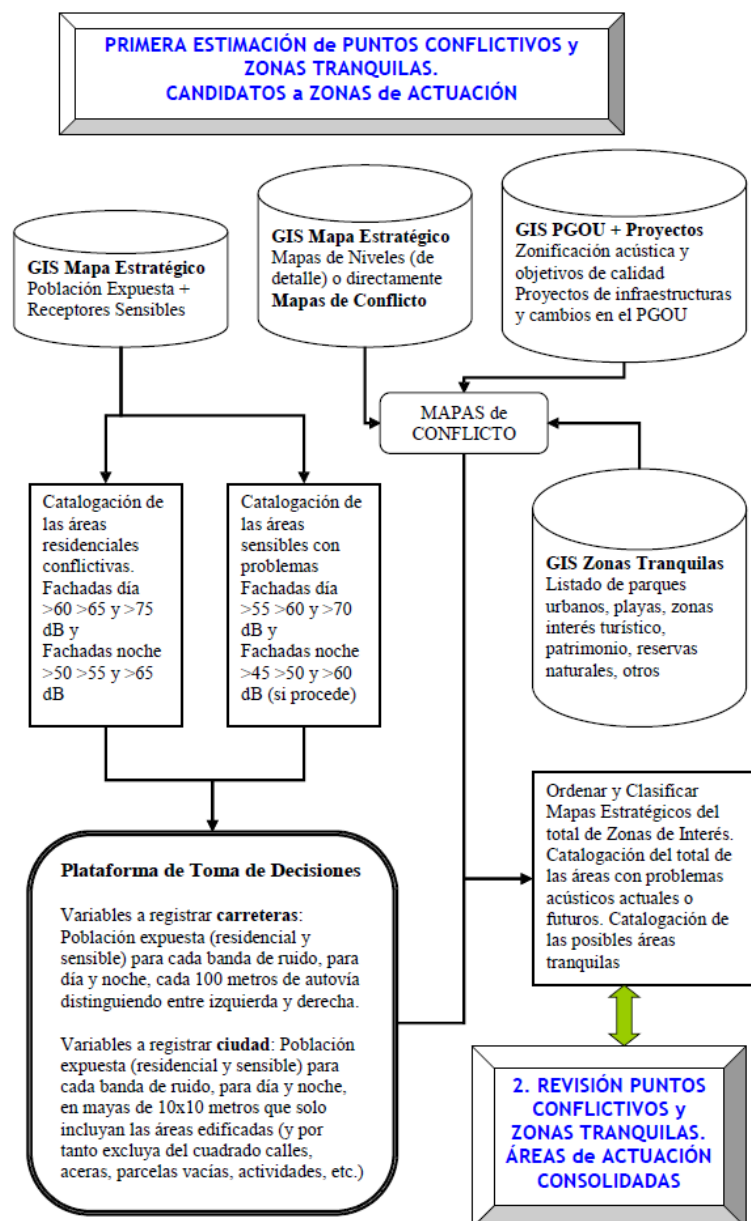 PRIMERA ESTIMACIÓN de PUNTOS CONFLICTIVOS y
ZONAS TRANQUILAS.
CANDIDATOS a ZONAS de ACTUACIÓN
GIS Mapa Estratégico
Población Expuesta +
Receptores Sensibles
GIS Mapa Estratégico
Mapas de Niveles (de
detalle) o directamente
Mapas de Conflicto
GIS PGOU + Proyectos
Zonificación acústica y
objetivos de calidad
Proyectos de infraestructuras
y cambios en el PGOU
MAPAS de
CONFLICTO
Catalogación de
las áreas
residenciales
conflictivas.
Fachadas día
>60 >65 y >75
dB y
Fachadas noche
>50 >55 y >65
dB
Catalogación de
las áreas
sensibles con
problemas
Fachadas día
>55 >60 y >70
dB y
Fachadas noche
>45 >50 y >60
dB (si procede)
GIS Zonas Tranquilas
Listado de parques
urbanos, playas, zonas
interés turístico,
patrimonio, reservas
naturales, otros
Plataforma de Toma de Decisiones
Variables a registrar carreteras:
Población expuesta (residencial y
sensible) para cada banda de ruido, para
día y noche, cada 100 metros de autovía
distinguiendo entre izquierda y derecha.
Variables a registrar ciudad: Población
expuesta (residencial y sensible) para
cada banda de ruido, para día y noche,
en mayas de 10x10 metros que solo
incluyan las áreas edificadas (y por
tanto excluya del cuadrado calles,
aceras, parcelas vacías, actividades, etc.)
Ordenar y Clasificar
Mapas Estratégicos del
total de Zonas de Interés.
Catalogación del total de
las áreas con problemas
acústicos actuales o
futuros. Catalogación de
las posibles áreas
tranquilas
2. REVISIÓN PUNTOS
CONFLICTIVOS y
ZONAS TRANQUILAS.
ÁREAS de ACTUACIÓN
CONSOLIDADAS